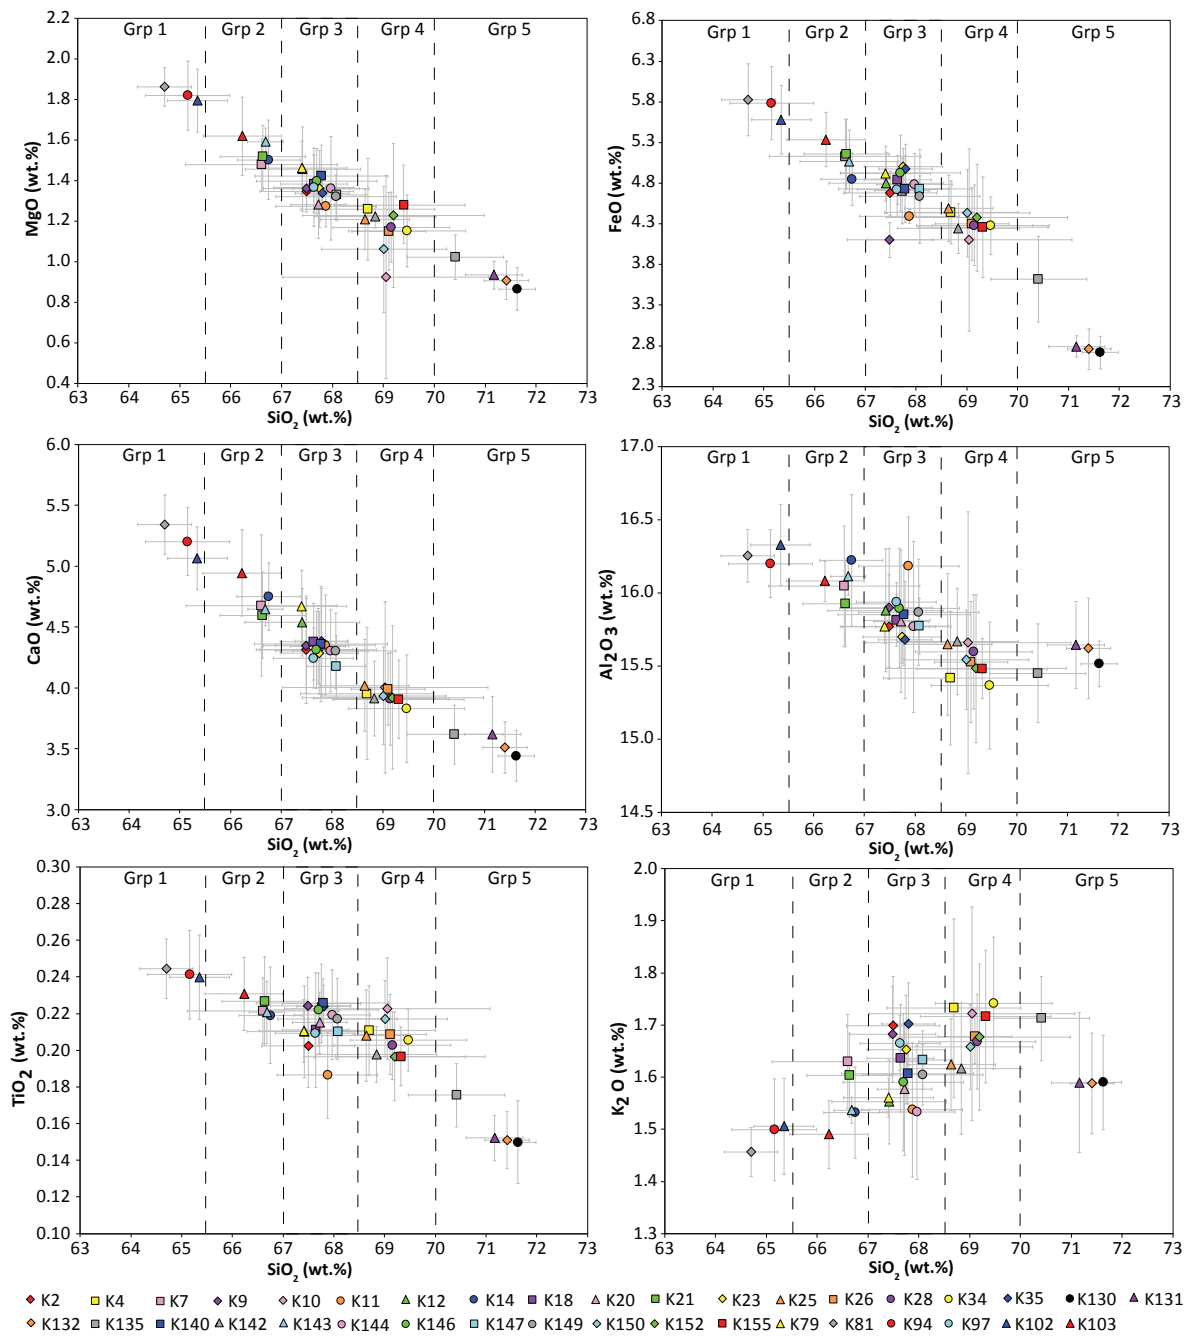 Grp 1 Grp 2 Grp 3 Grp 4 Grp 5
2.2
2.0
1.8
1.6
1.4
1.2
1.0
0.8
0.6
0.4
MgO (wt.%)
63 64 65 66 67 68 69 70 71 72 73
SiO₂ (wt.%)
Grp 1 Grp 2 Grp 3 Grp 4 Grp 5
6.8
6.3
5.8
5.3
4.8
4.3
3.8
3.3
2.8
2.3
FeO (wt.%)
63 64 65 66 67 68 69 70 71 72 73
SiO₂ (wt.%)
Grp 1 Grp 2 Grp 3 Grp 4 Grp 5
6.0
5.5
5.0
4.5
4.0
3.5
3.0
CaO (wt.%)
63 64 65 66 67 68 69 70 71 72 73
SiO₂ (wt.%)
Grp 1 Grp 2 Grp 3 Grp 4 Grp 5
17.0
16.5
16.0
15.5
15.0
14.5
Al₂O₃ (wt.%)
63 64 65 66 67 68 69 70 71 72 73
SiO₂ (wt.%)
Grp 1 Grp 2 Grp 3 Grp 4 Grp 5
0.30
0.28
0.26
0.24
0.22
0.20
0.18
0.16
0.14
0.12
0.10
TiO₂ (wt.%)
63 64 65 66 67 68 69 70 71 72 73
SiO₂ (wt.%)
Grp 1 Grp 2 Grp 3 Grp 4 Grp 5
2.0
1.9
1.8
1.7
1.6
1.5
1.4
1.3
K₂O (wt.%)
63 64 65 66 67 68 69 70 71 72 73
SiO₂ (wt.%)
K2 K4 K7 K9 K10 K11 K12 K14 K18 K20 K21 K23 K25 K26 K28 K34 K35 K130 K131
K132 K135 K140 K142 K143 K144 K146 K147 K149 K150 K152 K155 K79 K81 K94 K97 K102 K103